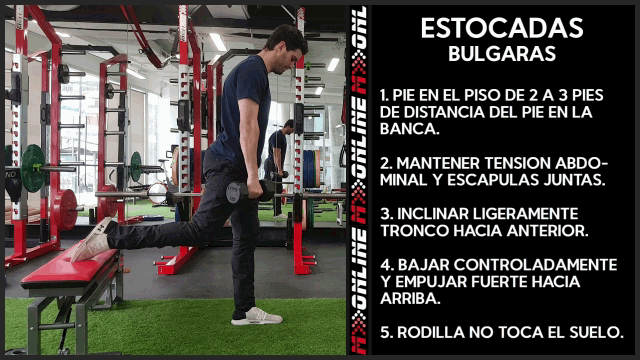 ESTOCADAS
BULGARAS
1. PIE EN EL PISO DE 2 A 3 PIES
DE DISTANCIA DEL PIE EN LA
BANCA.
2. MANTENER TENSION ABDO-
MINAL Y ESCAPULAS JUNTAS.
3. INCLINAR LIGERAMENTE
TRONCO HACIA ANTERIOR.
4. BAJAR CONTROLADAMENTE
Y EMPUJAR FUERTE HACIA
ARRIBA.
5. RODILLA NO TOCA EL SUELO.
ONLINE
ONLINE
ONL